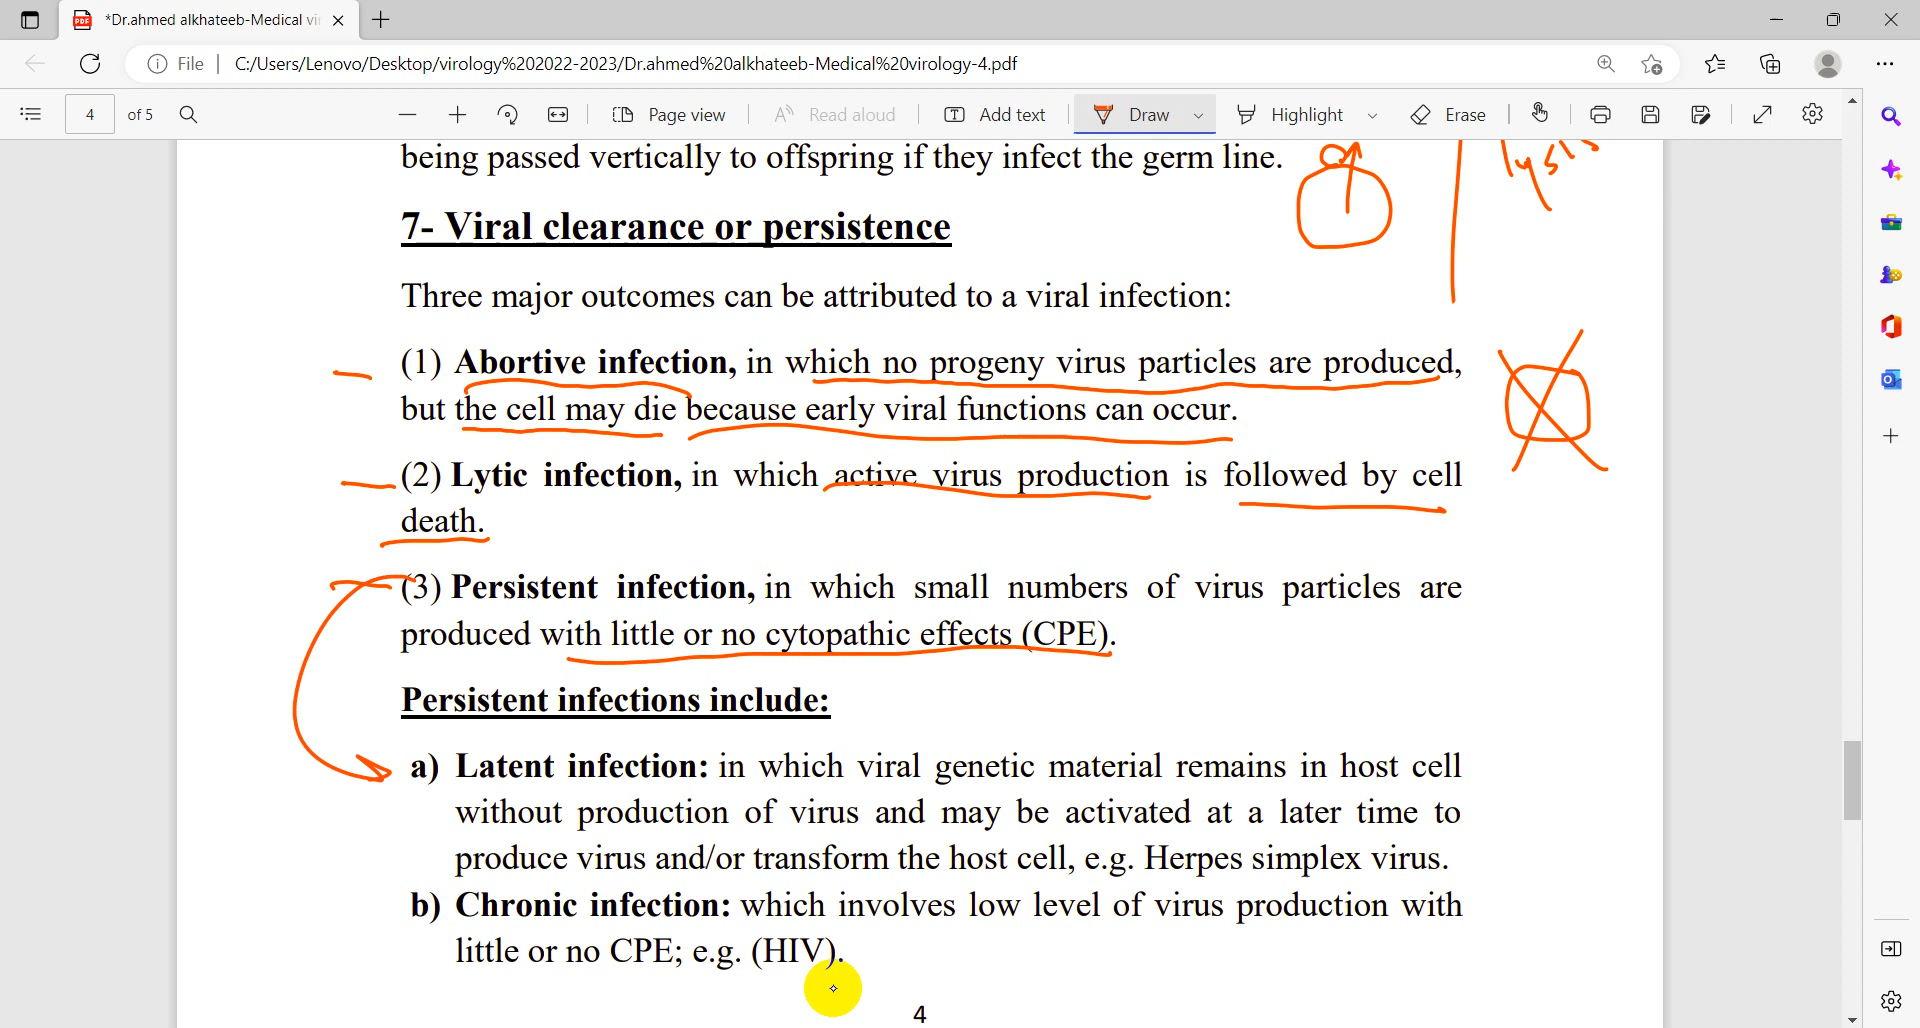 *Dr.ahmed alkhateeb-Medical vi
File
C:/Users/Lenovo/Desktop/virology%202022-2023/Dr.ahmed%20alkhateeb-Medical%20virology-4.pdf
4 of 5
Page view
Read aloud
Add text
Draw
Highlight
Erase
being passed vertically to offspring if they infect the germ line.
lysis
7- Viral clearance or persistence
Three major outcomes can be attributed to a viral infection:
(1) Abortive infection, in which no progeny virus particles are produced,
but the cell may die because early viral functions can occur.
(2) Lytic infection, in which active virus production is followed by cell
death.
(3) Persistent infection, in which small numbers of virus particles are
produced with little or no cytopathic effects (CPE).
Persistent infections include:
a) Latent infection: in which viral genetic material remains in host cell
without production of virus and may be activated at a later time to
produce virus and/or transform the host cell, e.g. Herpes simplex virus.
b) Chronic infection: which involves low level of virus production with
little or no CPE; e.g. (HIV).
4